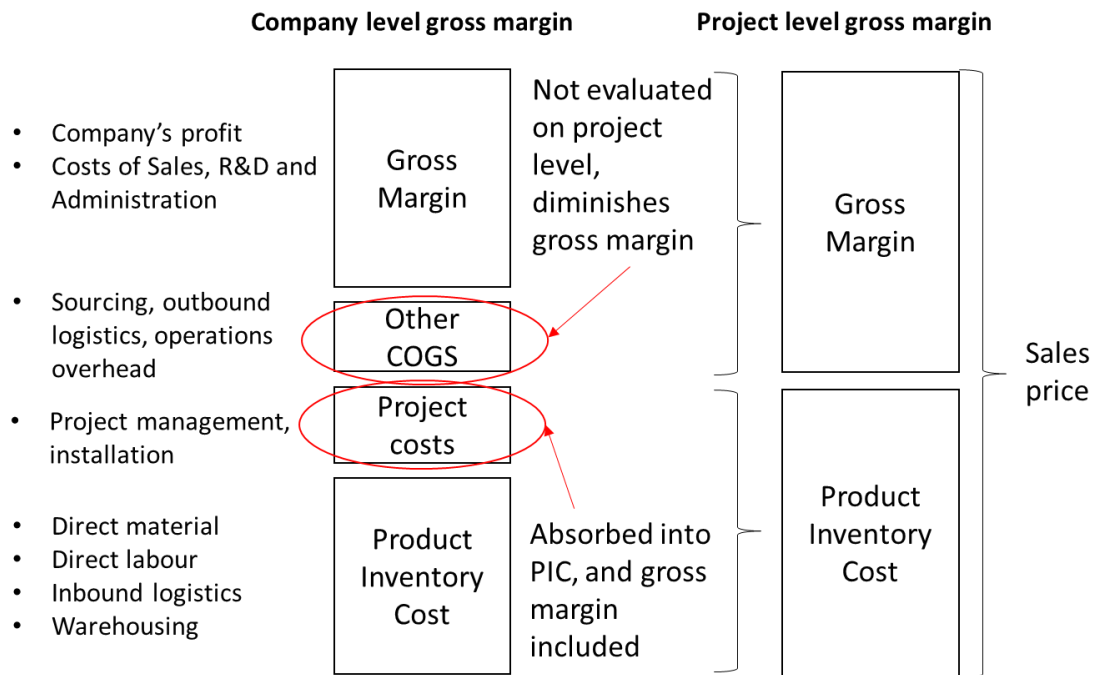 Company level gross margin
Project level gross margin
• Company's profit
• Costs of Sales, R&D and
Administration
Gross
Margin
Not evaluated
on project
level,
diminishes
gross margin
Gross
Margin
• Sourcing, outbound
logistics, operations
overhead
Other
COGS
Sales
price
• Project management,
installation
Project
costs
• Direct material
• Direct labour
• Inbound logistics
• Warehousing
Product
Inventory
Cost
Absorbed into
PIC, and gross
margin
included
Product
Inventory
Cost